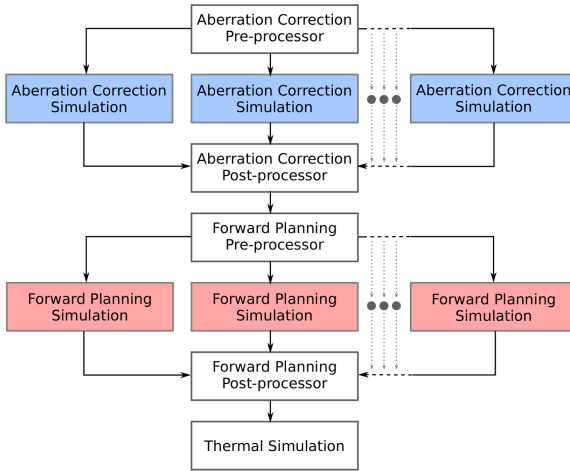 Aberration Correction
Pre-processor
Aberration Correction
Simulation
Aberration Correction
Simulation
Aberration Correction
Simulation
Aberration Correction
Post-processor
Forward Planning
Pre-processor
Forward Planning
Simulation
Forward Planning
Simulation
Forward Planning
Simulation
Forward Planning
Post-processor
Thermal Simulation